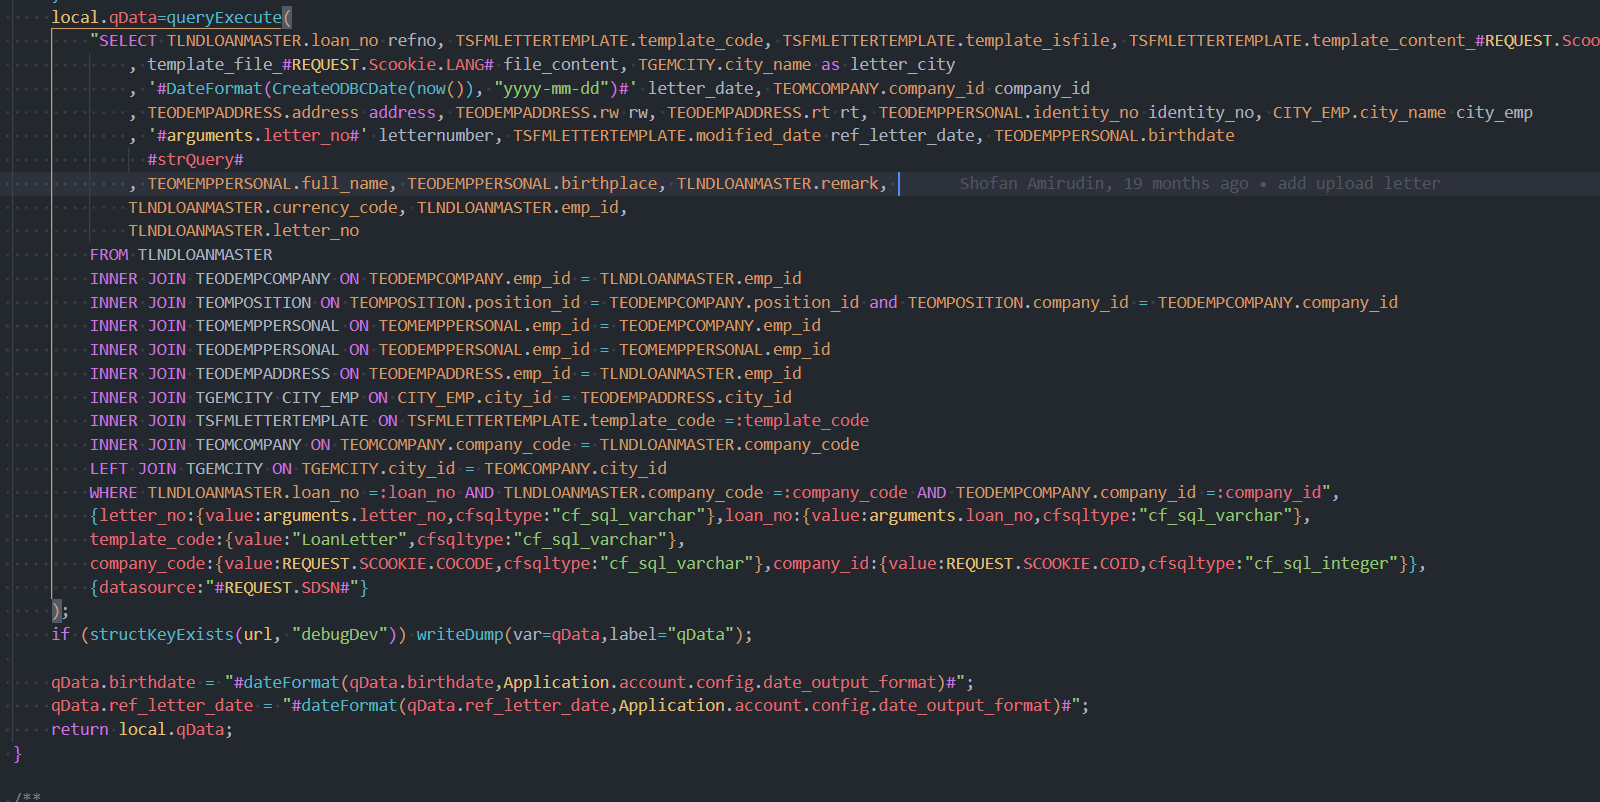 local.qData=queryExecute(
"SELECT TLNDLOANMASTER.loan_no refno, TSFMLETTERTEMPLATE.template_code, TSFMLETTERTEMPLATE.template_isfile, TSFMLETTERTEMPLATE.template_content_#REQUEST.Scoo
, template_file_#REQUEST.Scookie.LANG# file_content, TGEMCITY.city_name as letter_city
, '#DateFormat(CreateODBCDate(now()), "yyyy-mm-dd")#' letter_date, TEOMCOMPANY.company_id company_id
, TEODEMPADDRESS.address address, TEODEMPADDRESS.rw rw, TEODEMPADDRESS.rt rt, TEODEMPPERSONAL.identity_no identity_no, CITY_EMP.city_name city_emp
, '#arguments.letter_no#' letternumber, TSFMLETTERTEMPLATE.modified_date ref_letter_date, TEODEMPPERSONAL.birthdate
#strQuery#
, TEOMEMPPERSONAL.full_name, TEODEMPPERSONAL.birthplace, TLNDLOANMASTER.remark, Shofan Amirudin, 19 months ago • add upload letter
TLNDLOANMASTER.currency_code, TLNDLOANMASTER.emp_id,
TLNDLOANMASTER.letter_no
FROM TLNDLOANMASTER
INNER JOIN TEODEMPCOMPANY ON TEODEMPCOMPANY.emp_id = TLNDLOANMASTER.emp_id
INNER JOIN TEOMPOSITION ON TEOMPOSITION.position_id = TEODEMPCOMPANY.position_id and TEOMPOSITION.company_id = TEODEMPCOMPANY.company_id
INNER JOIN TEOMEMPPERSONAL ON TEOMEMPPERSONAL.emp_id = TEODEMPCOMPANY.emp_id
INNER JOIN TEODEMPPERSONAL ON TEODEMPPERSONAL.emp_id = TEOMEMPPERSONAL.emp_id
INNER JOIN TEODEMPADDRESS ON TEODEMPADDRESS.emp_id = TLNDLOANMASTER.emp_id
INNER JOIN TGEMCITY CITY_EMP ON CITY_EMP.city_id = TEODEMPADDRESS.city_id
INNER JOIN TSFMLETTERTEMPLATE ON TSFMLETTERTEMPLATE.template_code =:template_code
INNER JOIN TEOMCOMPANY ON TEOMCOMPANY.company_code = TLNDLOANMASTER.company_code
LEFT JOIN TGEMCITY ON TGEMCITY.city_id = TEOMCOMPANY.city_id
WHERE TLNDLOANMASTER.loan_no =:loan_no AND TLNDLOANMASTER.company_code =:company_code AND TEODEMPCOMPANY.company_id =:company_id",
{letter_no:{value:arguments.letter_no,cfsqltype:"cf_sql_varchar"},loan_no:{value:arguments.loan_no,cfsqltype:"cf_sql_varchar"},
template_code:{value:"LoanLetter",cfsqltype:"cf_sql_varchar"},
company_code:{value:REQUEST.SCOOKIE.COCODE,cfsqltype:"cf_sql_varchar"},company_id:{value:REQUEST.SCOOKIE.COID,cfsqltype:"cf_sql_integer"}},
{datasource:"#REQUEST.SDSN#"}
);
if (structKeyExists(url, "debugDev")) writeDump(var=qData,label="qData");
qData.birthdate = "#dateFormat(qData.birthdate,Application.account.config.date_output_format)#";
qData.ref_letter_date = "#dateFormat(qData.ref_letter_date,Application.account.config.date_output_format)#";
return local.qData;
}
/**